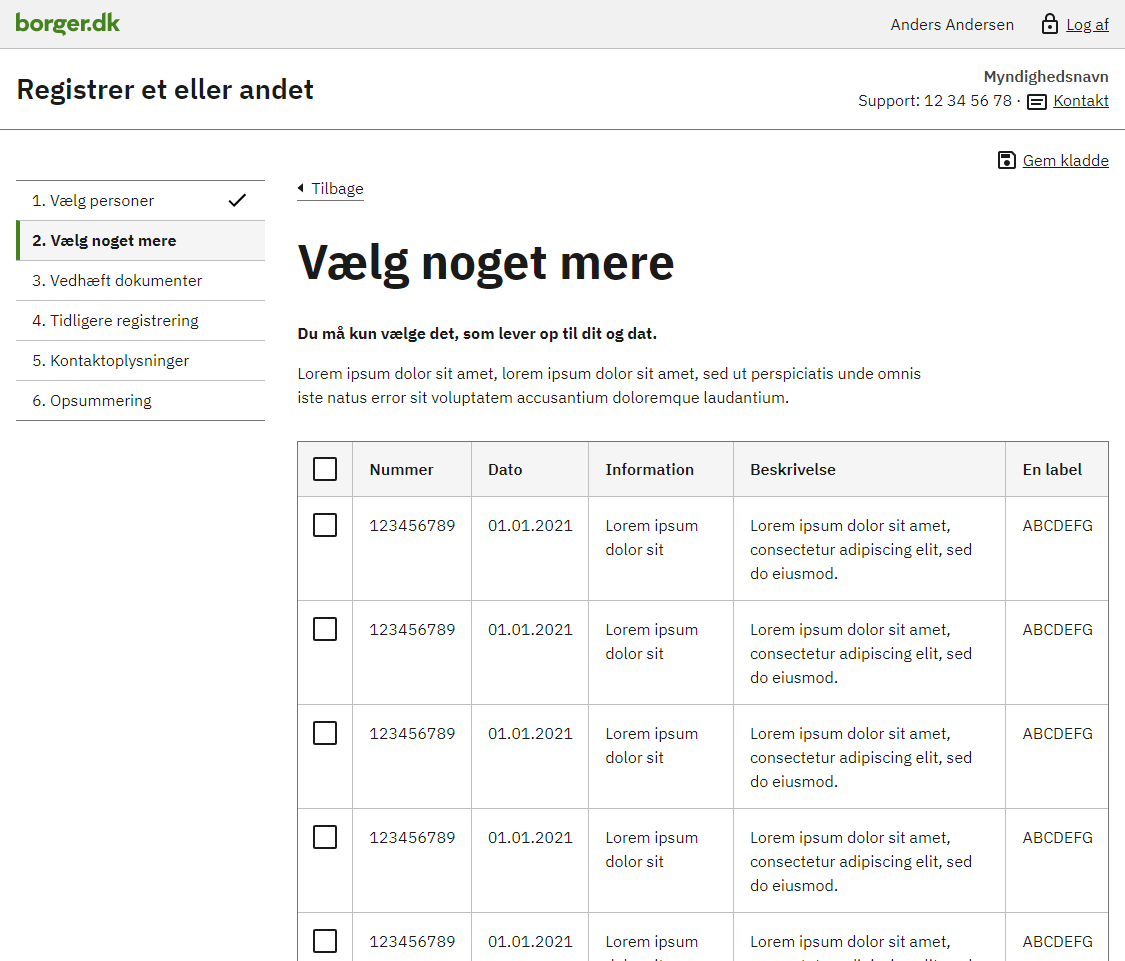 borger.dk
Anders Andersen
Log af
Registrer et eller andet
Myndighedsnavn
Support: 12 34 56 78 · Kontakt
Gem kladde
1. Vælg personer
2. Vælg noget mere
3. Vedhæft dokumenter
4. Tidligere registrering
5. Kontaktoplysninger
6. Opsummering
Tilbage
Vælg noget mere
Du må kun vælge det, som lever op til dit og dat.
Lorem ipsum dolor sit amet, lorem ipsum dolor sit amet, sed ut perspiciatis unde omnis
iste natus error sit voluptatem accusantium doloremque laudantium.
Nummer Dato Information Beskrivelse En label
123456789 01.01.2021 Lorem ipsum Lorem ipsum dolor sit amet, ABCDEFG
dolor sit consectetur adipiscing elit, sed
do eiusmod.
123456789 01.01.2021 Lorem ipsum Lorem ipsum dolor sit amet, ABCDEFG
dolor sit consectetur adipiscing elit, sed
do eiusmod.
123456789 01.01.2021 Lorem ipsum Lorem ipsum dolor sit amet, ABCDEFG
dolor sit consectetur adipiscing elit, sed
do eiusmod.
123456789 01.01.2021 Lorem ipsum Lorem ipsum dolor sit amet, ABCDEFG
dolor sit consectetur adipiscing elit, sed
do eiusmod.
123456789 01.01.2021 Lorem ipsum Lorem ipsum dolor sit amet, ABCDEFG